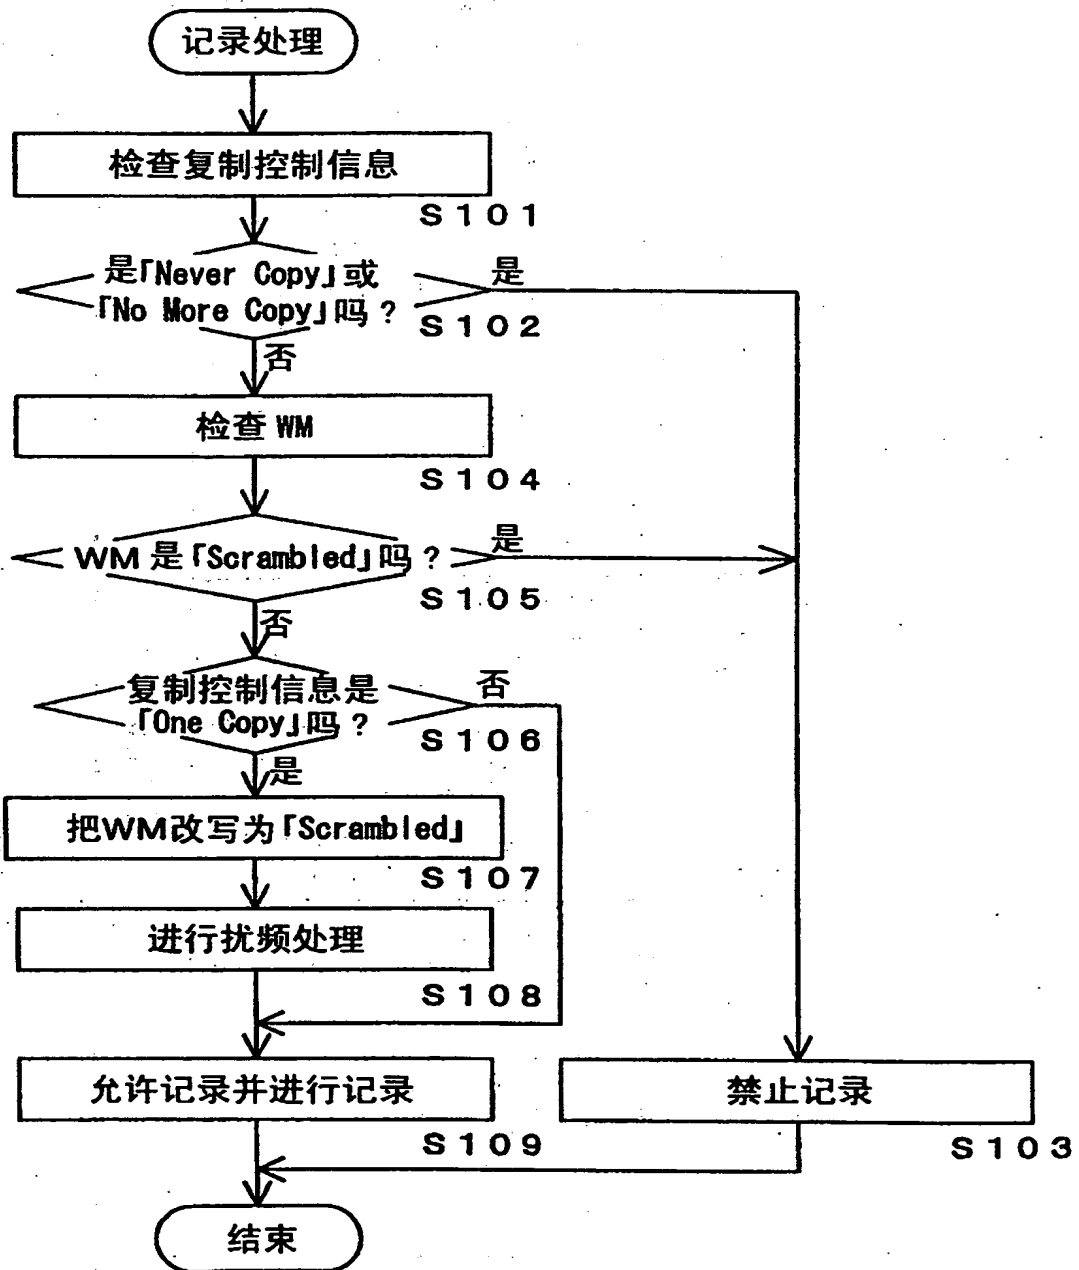 记录处理
检查复制控制信息
S101
是「Never Copy」或
「No More Copy」吗?
是
S102
否
检查 WM
S104
WM 是「Scrambled」吗?
是
S105
否
复制控制信息是
「One Copy」吗?
否
S106
是
把WM改写为「Scrambled」
S107
进行扰频处理
S108
允许记录并进行记录
禁止记录
S109
S103
结束